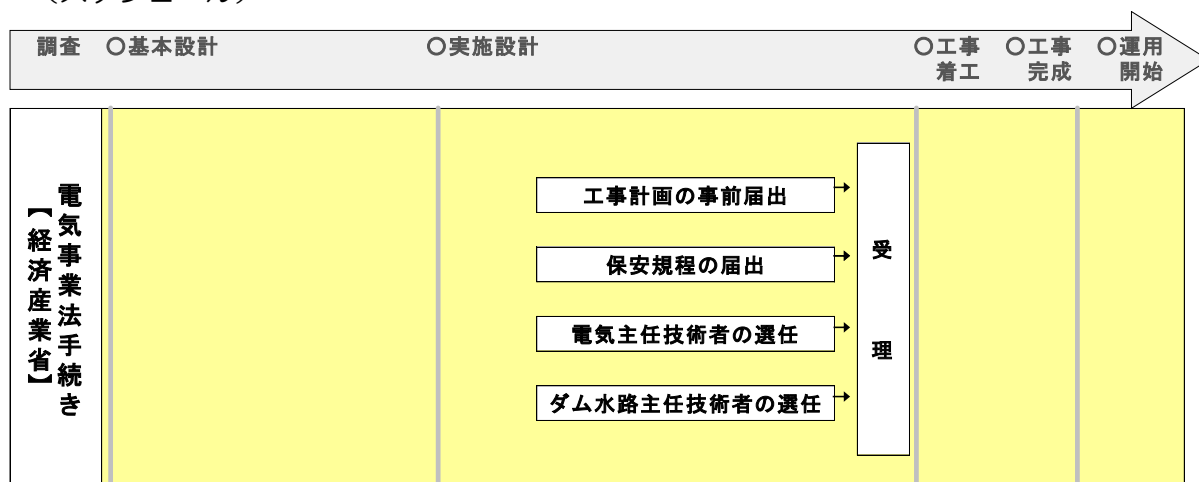 調査 ○基本設計 ○実施設計 ○工事着工 ○工事完成 ○運用開始
電気事業法手続き
【経済産業省】
工事計画の事前届出
保安規程の届出
電気主任技術者の選任
ダム水路主任技術者の選任
受理